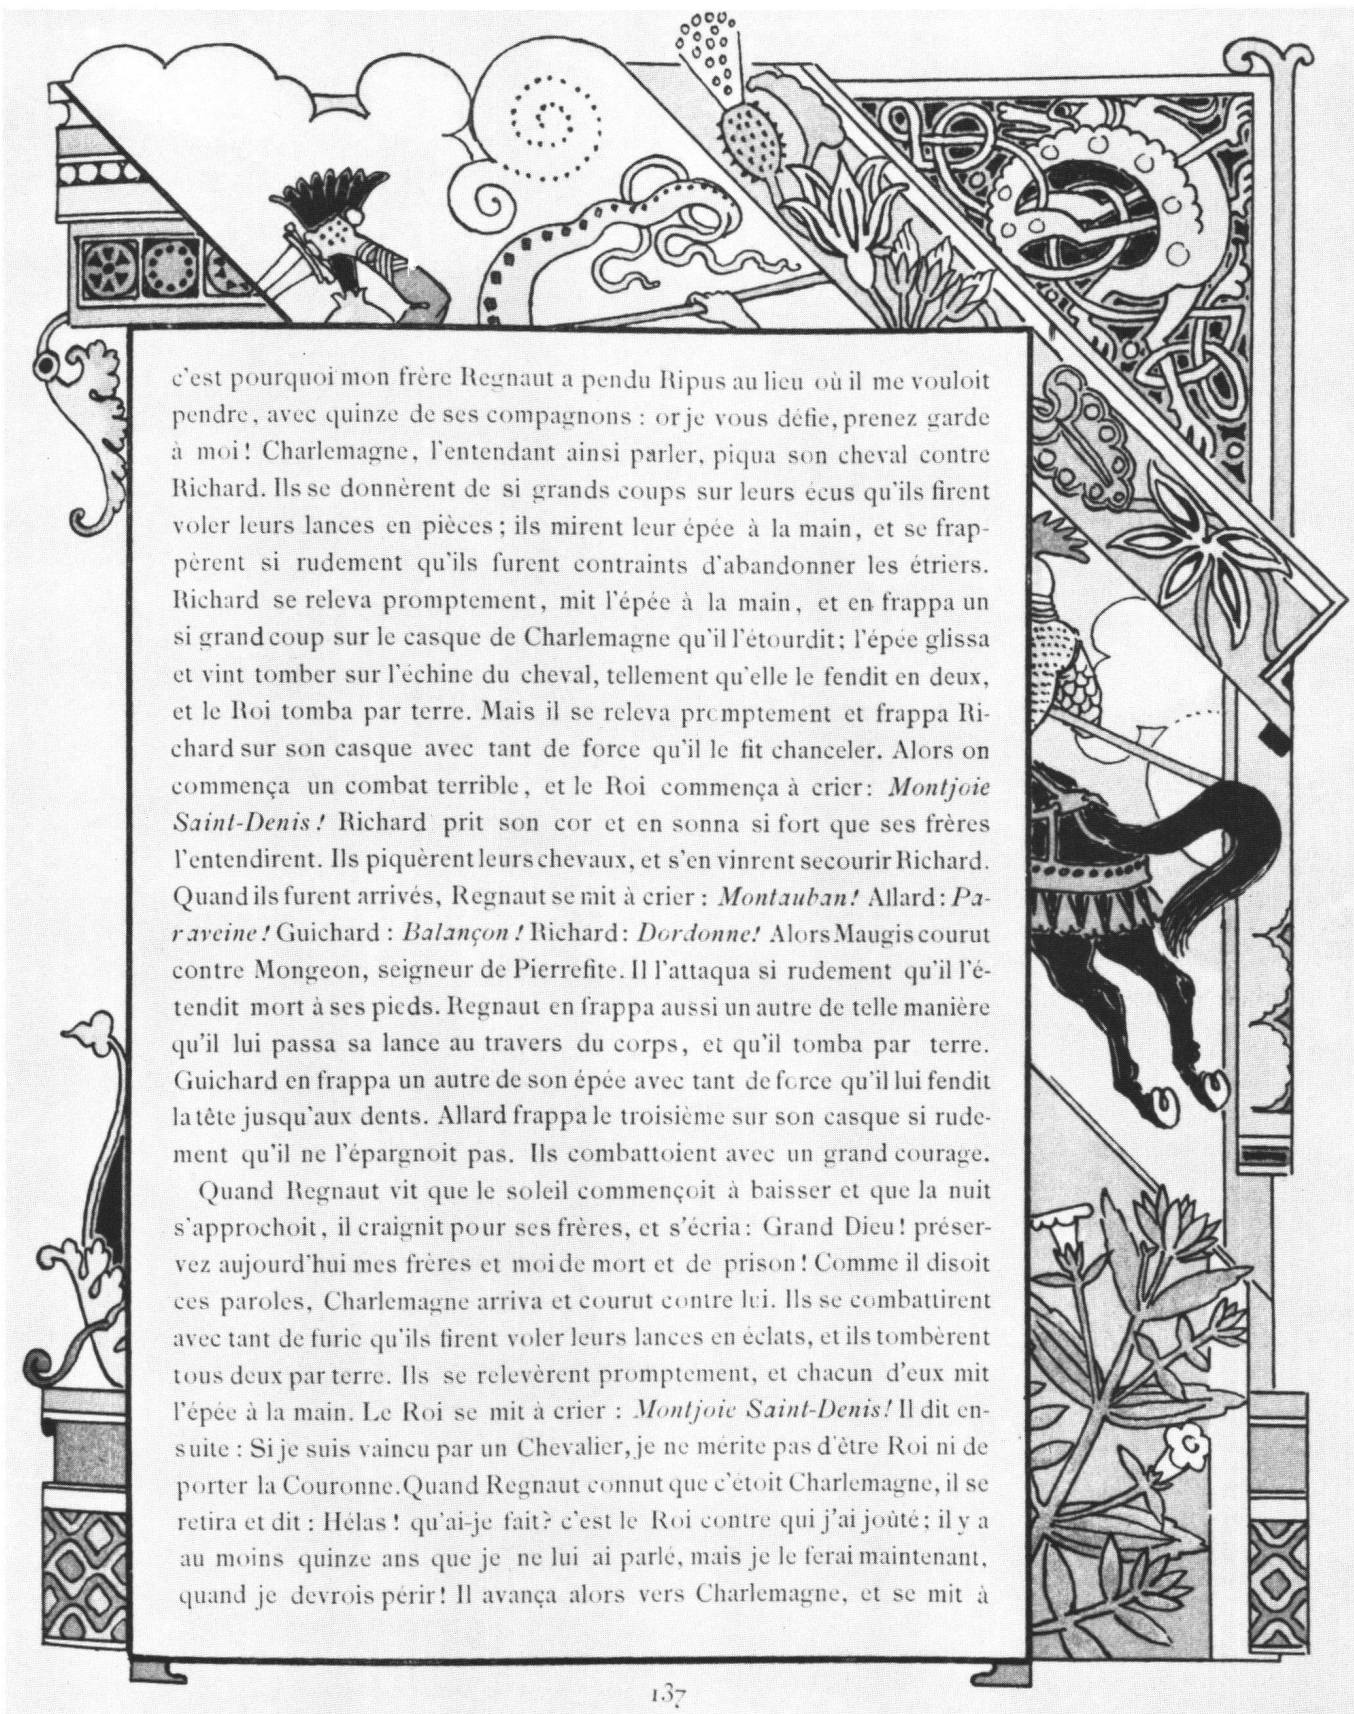 c'est pourquoi mon frère Regnaut a pendu Ripus au lieu où il me vouloit
pendre, avec quinze de ses compagnons : or je vous défie, prenez garde
à moi! Charlemagne, l'entendant ainsi parler, piqua son cheval contre
Richard. Ils se donnèrent de si grands coups sur leurs écus qu'ils firent
voler leurs lances en pièces; ils mirent leur épée à la main, et se frap-
pèrent si rudement qu'ils furent contraints d'abandonner les étriers.
Richard se releva promptement, mit l'épée à la main, et en frappa un
si grand coup sur le casque de Charlemagne qu'il l'étourdit; l'épée glissa
et vint tomber sur l'échine du cheval, tellement qu'elle le fendit en deux,
et le Roi tomba par terre. Mais il se releva promptement et frappa Ri-
chard sur son casque avec tant de force qu'il le fit chanceler. Alors on
commença un combat terrible, et le Roi commença à crier: Montjoie
Saint-Denis! Richard prit son cor et en sonna si fort que ses frères
l'entendirent. Ils piquèrent leurs chevaux, et s'en vinrent secourir Richard.
Quand ils furent arrivés, Regnaut se mit à crier : Montauban! Allard: Pa-
raveine! Guichard : Balançon! Richard: Dordonne! Alors Maugis courut
contre Mongeon, seigneur de Pierrefite. Il l'attaqua si rudement qu'il l'é-
tendit mort à ses pieds. Regnaut en frappa aussi un autre de telle manière
qu'il lui passa sa lance au travers du corps, et qu'il tomba par terre.
Guichard en frappa un autre de son épée avec tant de force qu'il lui fendit
la tête jusqu'aux dents. Allard frappa le troisième sur son casque si rude-
ment qu'il ne l'épargnoit pas. Ils combattoient avec un grand courage.
Quand Regnaut vit que le soleil commençoit à baisser et que la nuit
s'approchoit, il craignit pour ses frères, et s'écria: Grand Dieu! préser-
vez aujourd'hui mes frères et moi de mort et de prison! Comme il disoit
ces paroles, Charlemagne arriva et courut contre lui. Ils se combattirent
avec tant de furie qu'ils firent voler leurs lances en éclats, et ils tombèrent
tous deux par terre. Ils se relevèrent promptement, et chacun d'eux mit
l'épée à la main. Le Roi se mit à crier : Montjoie Saint-Denis! Il dit en-
suite : Si je suis vaincu par un Chevalier, je ne mérite pas d'être Roi ni de
porter la Couronne. Quand Regnaut connut que c'étoit Charlemagne, il se
retira et dit : Hélas! qu'ai-je fait? c'est le Roi contre qui j'ai joûté; il y a
au moins quinze ans que je ne lui ai parlé, mais je le ferai maintenant,
quand je devrois périr! Il avança alors vers Charlemagne, et se mit à
137